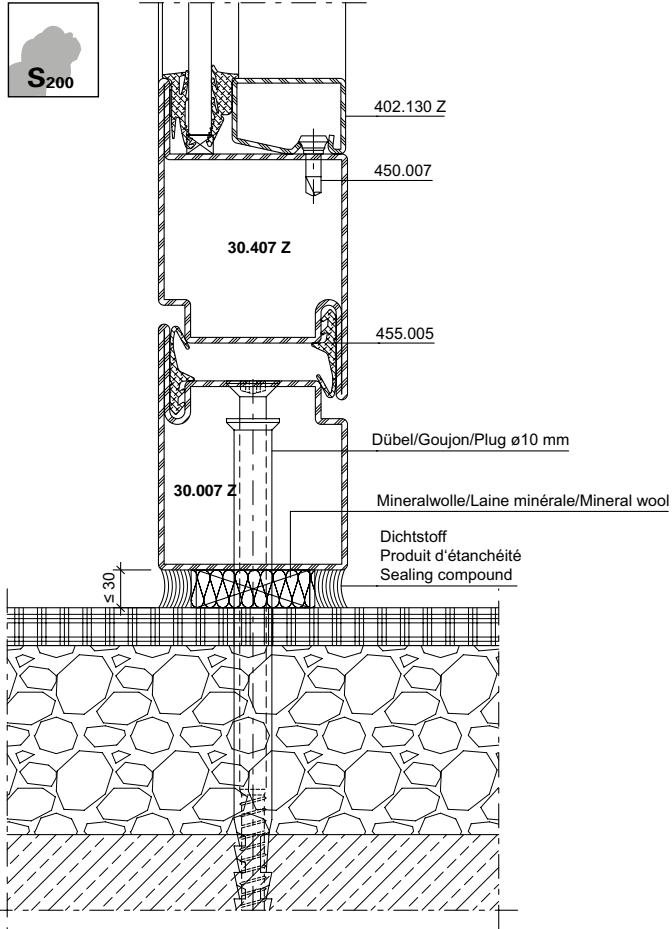 S200
402.130 Z
450.007
30.407 Z
455.005
Dübel/Goujon/Plug ø10 mm
30.007 Z
Mineralwolle/Laine minérale/Mineral wool
Dichtstoff
Produit d‘étanchéité
Sealing compound
≤ 30